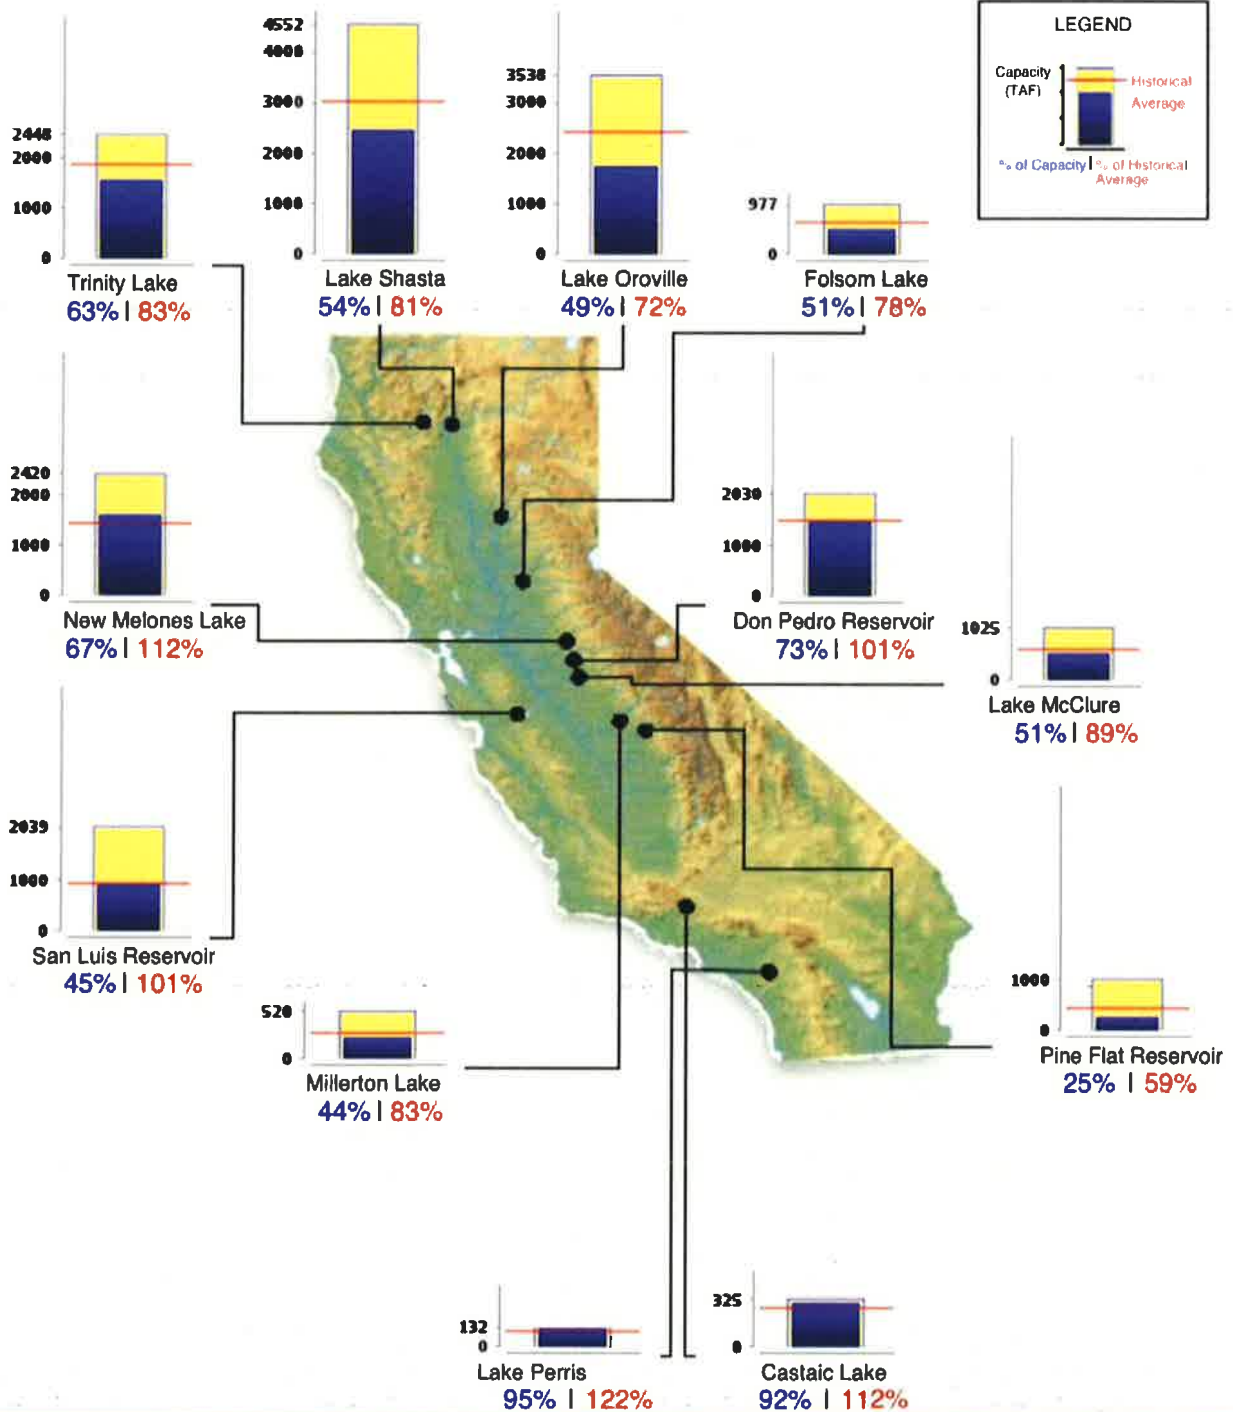 LEGEND
Capacity
(TAF)
Historical
Average
% of Capacity | % of Historical
Average
2448
2000
1000
0
Trinity Lake
63% | 83%
4552
4000
3000
2000
1000
0
Lake Shasta
54% | 81%
3538
3000
2000
1000
0
Lake Oroville
49% | 72%
977
0
Folsom Lake
51% | 78%
2420
2000
1000
0
New Melones Lake
67% | 112%
2030
1000
0
Don Pedro Reservoir
73% | 101%
1025
0
Lake McClure
51% | 89%
2039
1000
0
San Luis Reservoir
45% | 101%
520
0
Millerton Lake
44% | 83%
1000
0
Pine Flat Reservoir
25% | 59%
132
0
Lake Perris
95% | 122%
325
0
Castaic Lake
92% | 112%